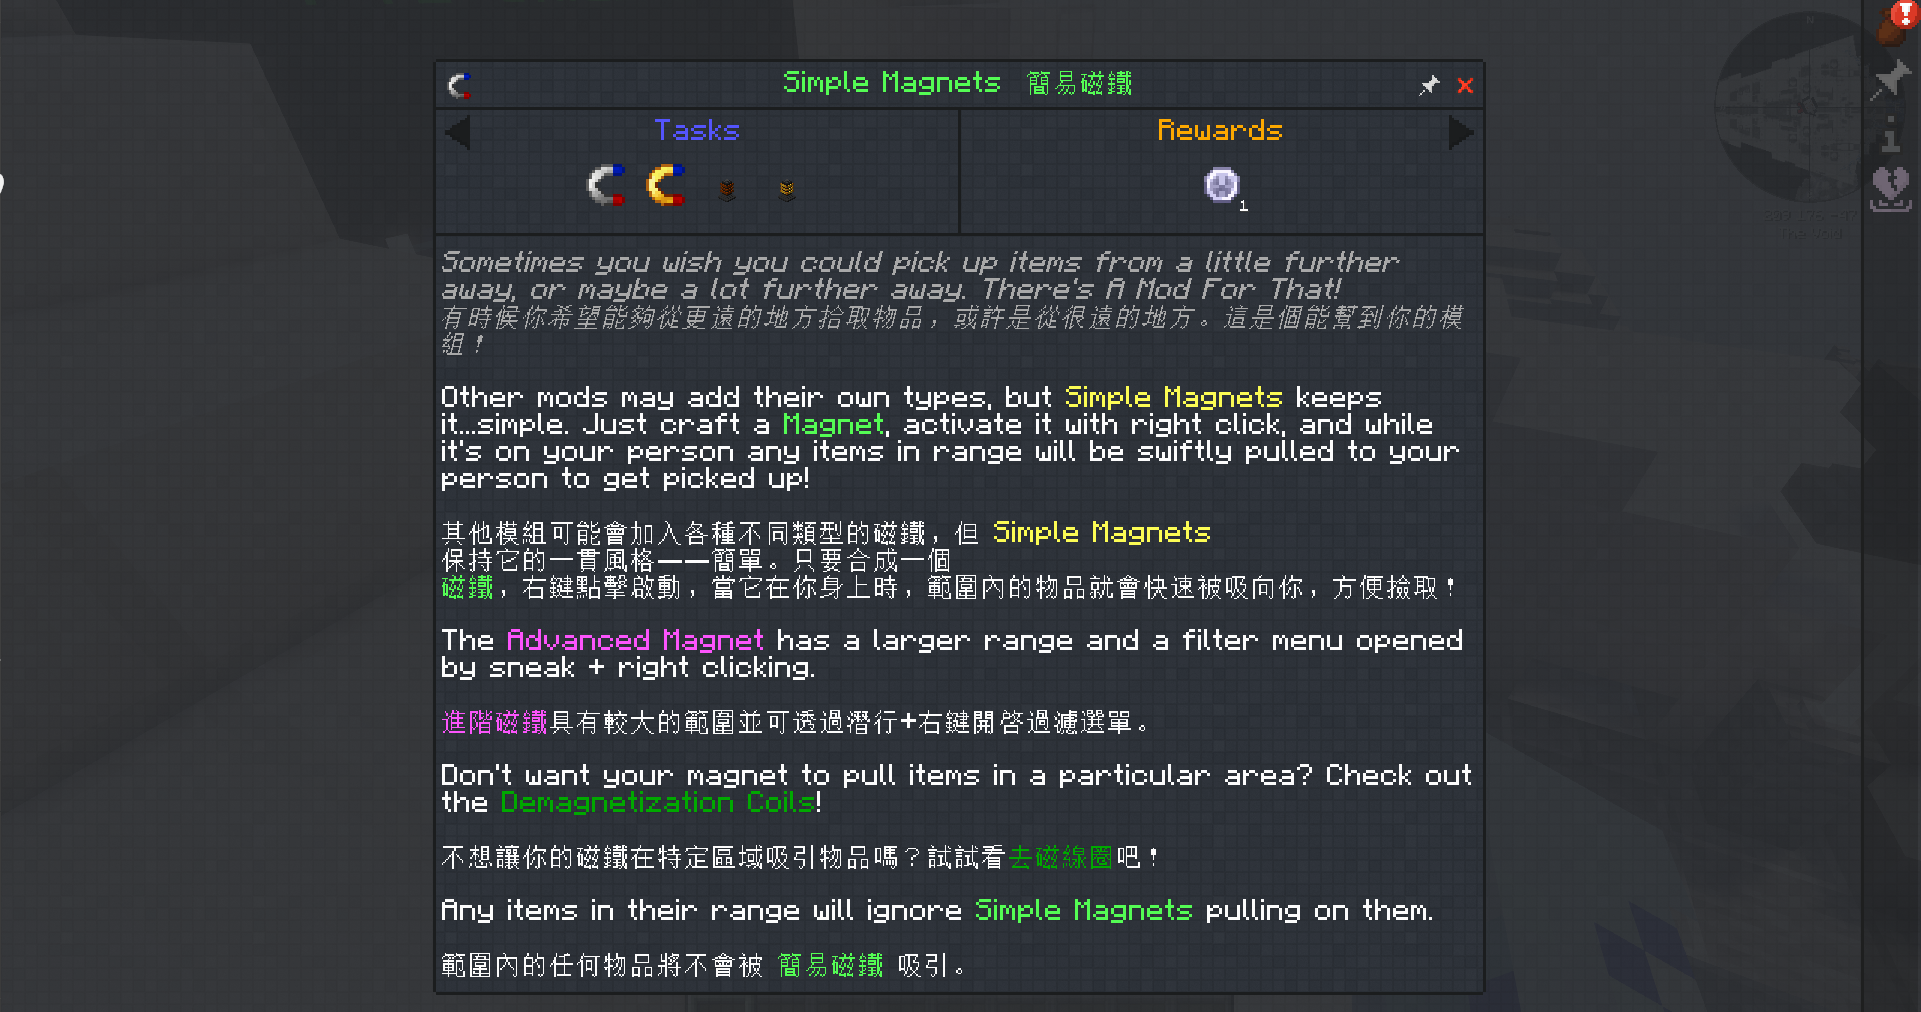 Simple Magnets 簡易磁鐵
Tasks
Rewards
1
Sometimes you wish you could pick up items from a little further
away, or maybe a lot further away. There's A Mod For That!
有時候你希望能夠從更遠的地方拾取物品，或許是從很遠的地方。這是個能幫到你的模
組！
Other mods may add their own types, but Simple Magnets keeps
it...simple. Just craft a Magnet, activate it with right click, and while
it's on your person any items in range will be swiftly pulled to your
person to get picked up!
其他模組可能會加入各種不同類型的磁鐵，但 Simple Magnets
保持它的一貫風格——簡單。只要合成一個
磁鐵，右鍵點擊啟動，當它在你身上時，範圍內的物品就會快速被吸向你，方便撿取！
The Advanced Magnet has a larger range and a filter menu opened
by sneak + right clicking.
進階磁鐵具有較大的範圍並可透過潛行+右鍵開啓過濾選單。
Don't want your magnet to pull items in a particular area? Check out
the Demagnetization Coils!
不想讓你的磁鐵在特定區域吸引物品嗎？試試看去磁線圈吧！
Any items in their range will ignore Simple Magnets pulling on them.
範圍內的任何物品將不會被 簡易磁鐵 吸引。